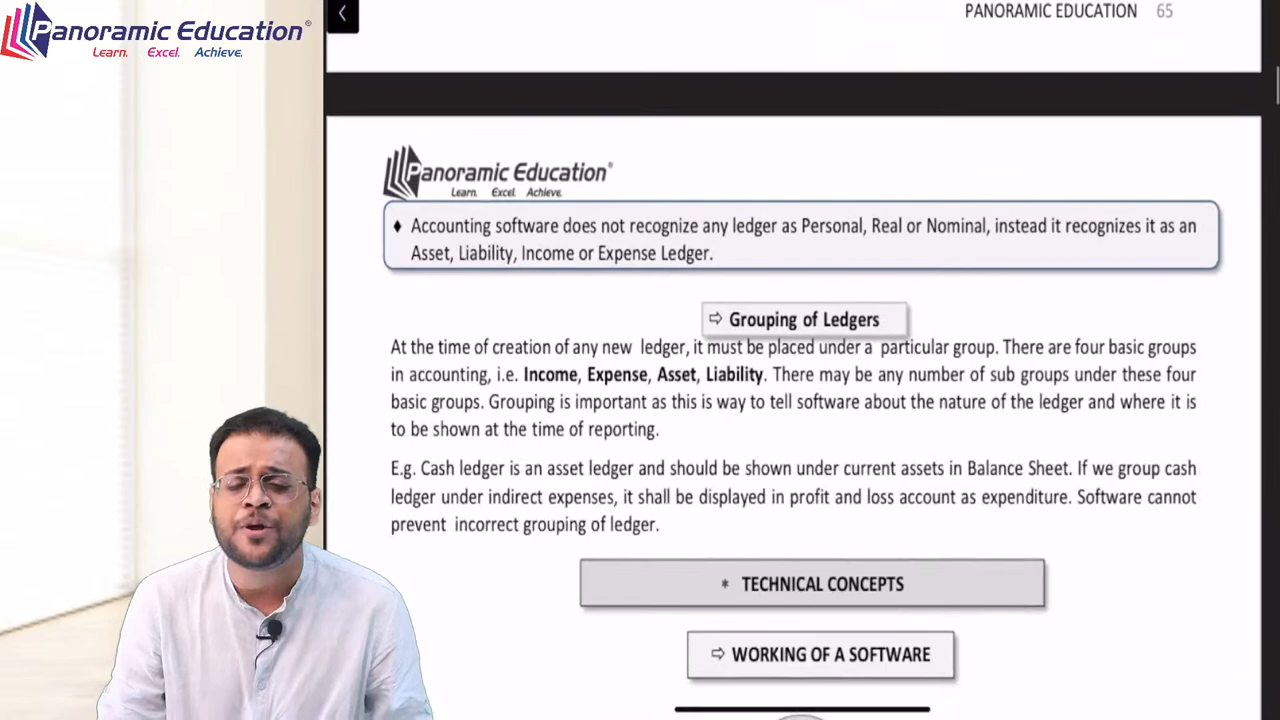 Panoramic Education®
Learn. Excel. Achieve.
PANORAMIC EDUCATION 65
Panoramic Education®
Learn. Excel. Achieve.
♦ Accounting software does not recognize any ledger as Personal, Real or Nominal, instead it recognizes it as an
Asset, Liability, Income or Expense Ledger.
⇨ Grouping of Ledgers
At the time of creation of any new ledger, it must be placed under a particular group. There are four basic groups
in accounting, i.e. Income, Expense, Asset, Liability. There may be any number of sub groups under these four
basic groups. Grouping is important as this is way to tell software about the nature of the ledger and where it is
to be shown at the time of reporting.
E.g. Cash ledger is an asset ledger and should be shown under current assets in Balance Sheet. If we group cash
ledger under indirect expenses, it shall be displayed in profit and loss account as expenditure. Software cannot
prevent incorrect grouping of ledger.
* TECHNICAL CONCEPTS
⇨ WORKING OF A SOFTWARE